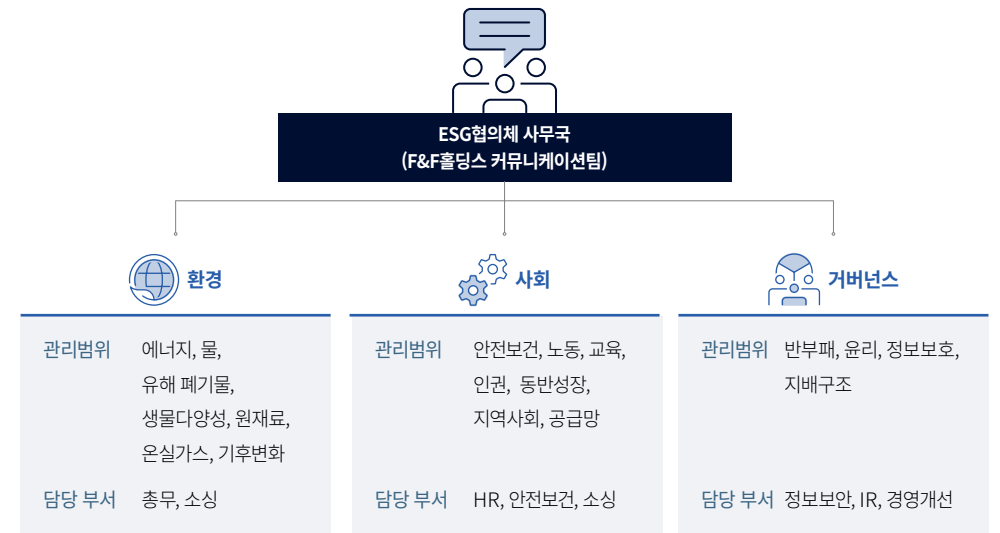 ESG협의체 사무국
(F&F홀딩스 커뮤니케이션팀)
환경
관리범위 에너지, 물,
유해 폐기물,
생물다양성, 원재료,
온실가스, 기후변화
담당 부서 총무, 소싱
사회
관리범위 안전보건, 노동, 교육,
인권, 동반성장,
지역사회, 공급망
담당 부서 HR, 안전보건, 소싱
거버넌스
관리범위 반부패, 윤리, 정보보호,
지배구조
담당 부서 정보보안, IR, 경영개선